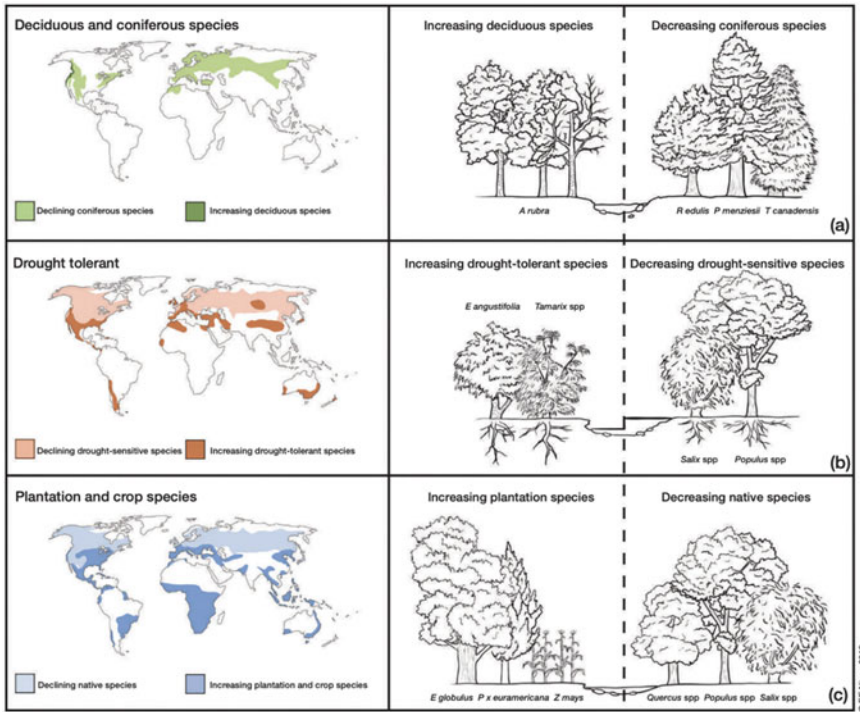 Deciduous and coniferous species
Declining coniferous species
Increasing deciduous species
Increasing deciduous species
Decreasing coniferous species
A rubra
R edulis P menziesii T canadensis
(a)
Drought tolerant
Declining drought-sensitive species
Increasing drought-tolerant species
Increasing drought-tolerant species
Decreasing drought-sensitive species
E angustifolia Tamarix spp
Salix spp Populus spp
(b)
Plantation and crop species
Declining native species
Increasing plantation and crop species
Increasing plantation species
Decreasing native species
E globulus P x euramericana Z mays
Quercus spp Populus spp Salix spp
(c)